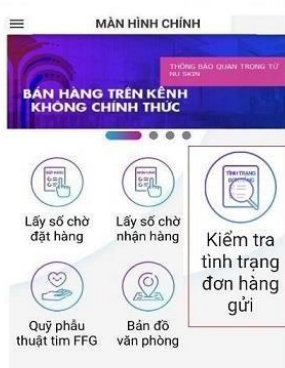 MÀN HÌNH CHÍNH
THÔNG BÁO QUAN TRỌNG TỪ
NU SKIN
BÁN HÀNG TRÊN KÊNH
KHÔNG CHÍNH THỨC
TÌNH TRẠNG
Lấy số chờ
đặt hàng
Lấy số chờ
nhận hàng
Kiểm tra
tình trạng
đơn hàng
gửi
Quỹ phẫu
thuật tim FFG
Bản đồ
văn phòng